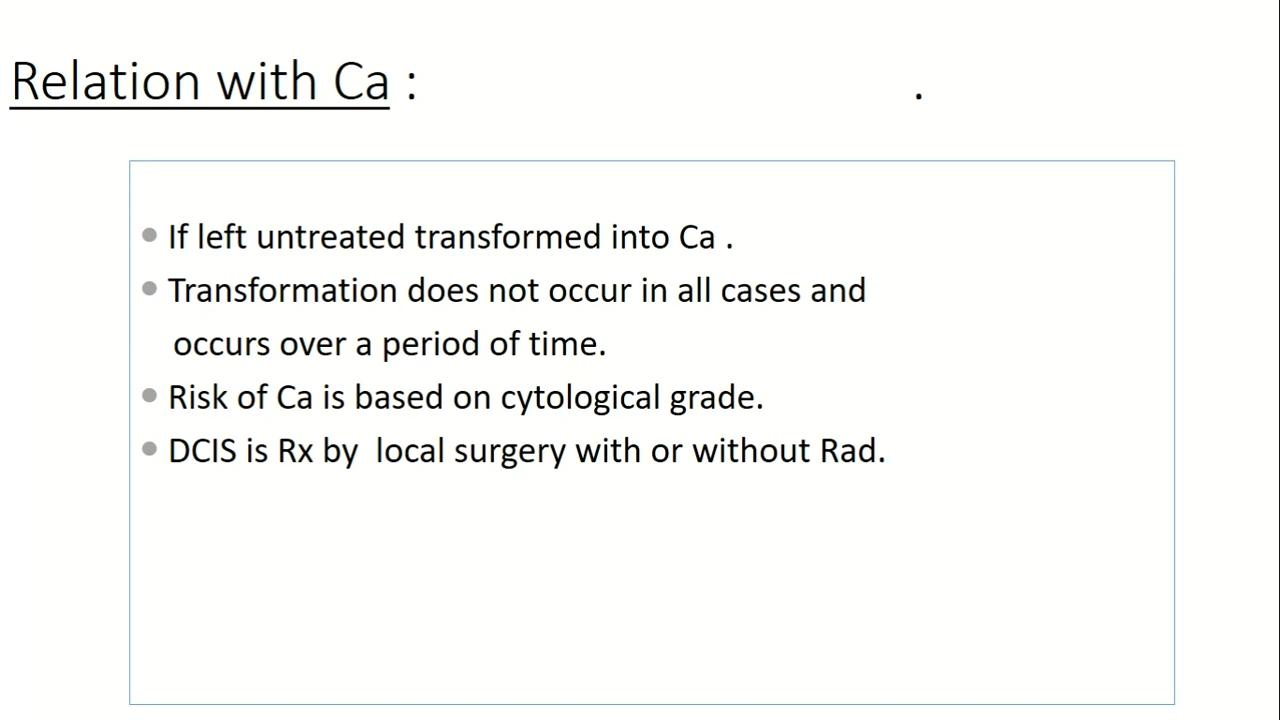 Relation with Ca : .
• If left untreated transformed into Ca .
• Transformation does not occur in all cases and
occurs over a period of time.
• Risk of Ca is based on cytological grade.
• DCIS is Rx by  local surgery with or without Rad.